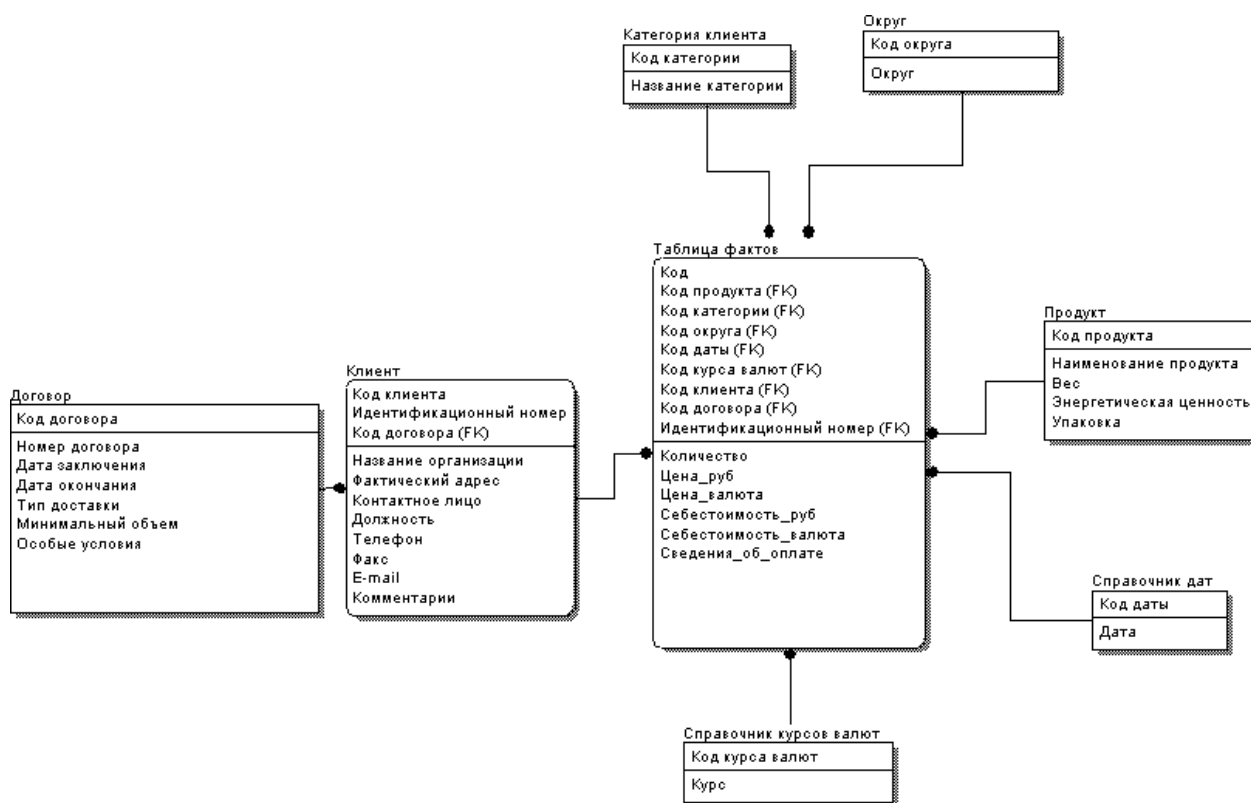 Категория клиента
Код категории
Название категории
Округ
Код округа
Округ
Договор
Код договора
Номер договора
Дата заключения
Дата окончания
Тип доставки
Минимальный объем
Особые условия
Клиент
Код клиента
Идентификационный номер
Код договора (FK)
Название организации
Фактический адрес
Контактное лицо
Должность
Телефон
Факс
E-mail
Комментарии
Таблица фактов
Код
Код продукта (FK)
Код категории (FK)
Код округа (FK)
Код даты (FK)
Код курса валют (FK)
Код клиента (FK)
Код договора (FK)
Идентификационный номер (FK)
Количество
Цена_руб
Цена_валюта
Себестоимость_руб
Себестоимость_валюта
Сведения_об_оплате
Продукт
Код продукта
Наименование продукта
Вес
Энергетическая ценность
Упаковка
Справочник дат
Код даты
Дата
Справочник курсов валют
Код курса валют
Курс